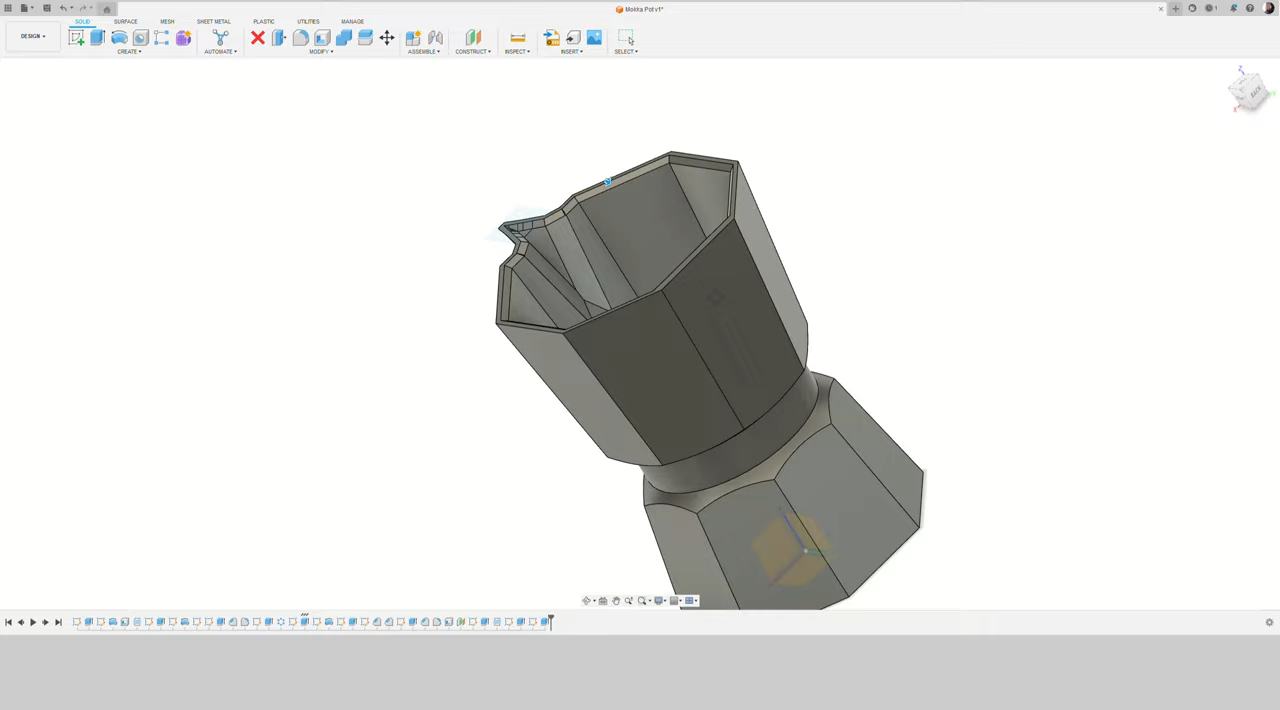 Mokka Pot v1*
SOLID SURFACE MESH SHEET METAL PLASTIC UTILITIES MANAGE
DESIGN
CREATE AUTOMATE MODIFY ASSEMBLE CONSTRUCT INSPECT INSERT SELECT
Z
BACK
X